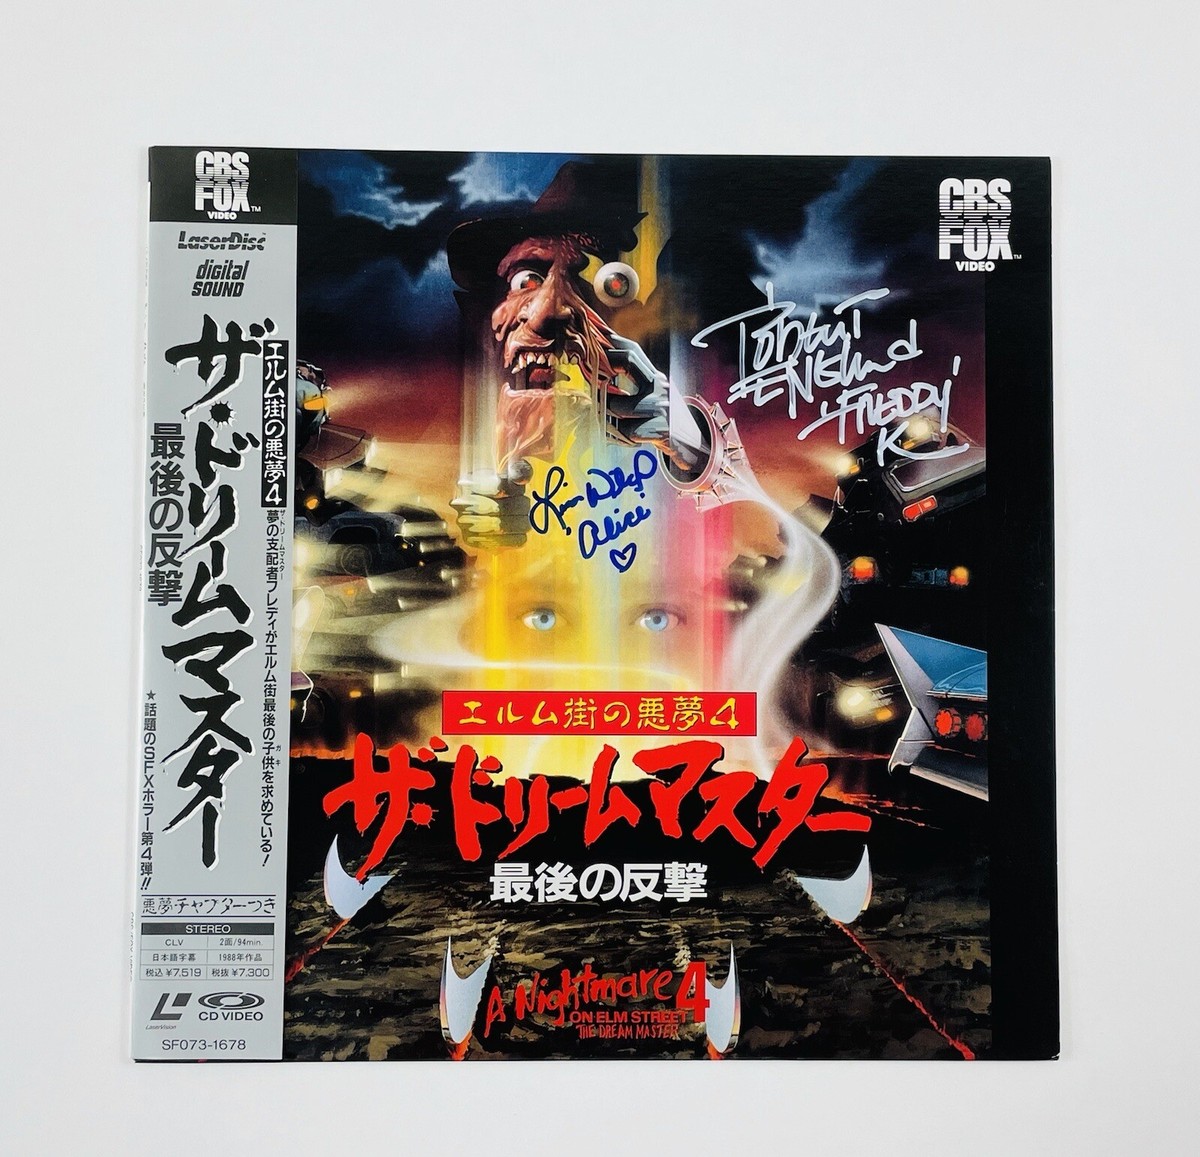 CBS
FOX
VIDEO TM
LaserDisc
digital
SOUND
エルム街の悪夢4
ザ・ドリームマスター
最後の反撃
ザ・ドリームマスター
夢の支配者フレディがエルム街最後の子供を求めている!
ガキ
★話題のSFXホラー第4弾!!
悪夢チャプターつき
STEREO
CLV 2面/94min.
日本語字幕 1988年作品
税込¥7,519 税抜¥7,300
LaserVision
CD VIDEO
SF073-1678
CBS
FOX
VIDEO TM
Robert
Englund
FREDDY
K
Lisa Wilcox
Alice
エルム街の悪夢4
ザ・ドリームマスター
最後の反撃
A Nightmare 4
ON ELM STREET
THE DREAM MASTER